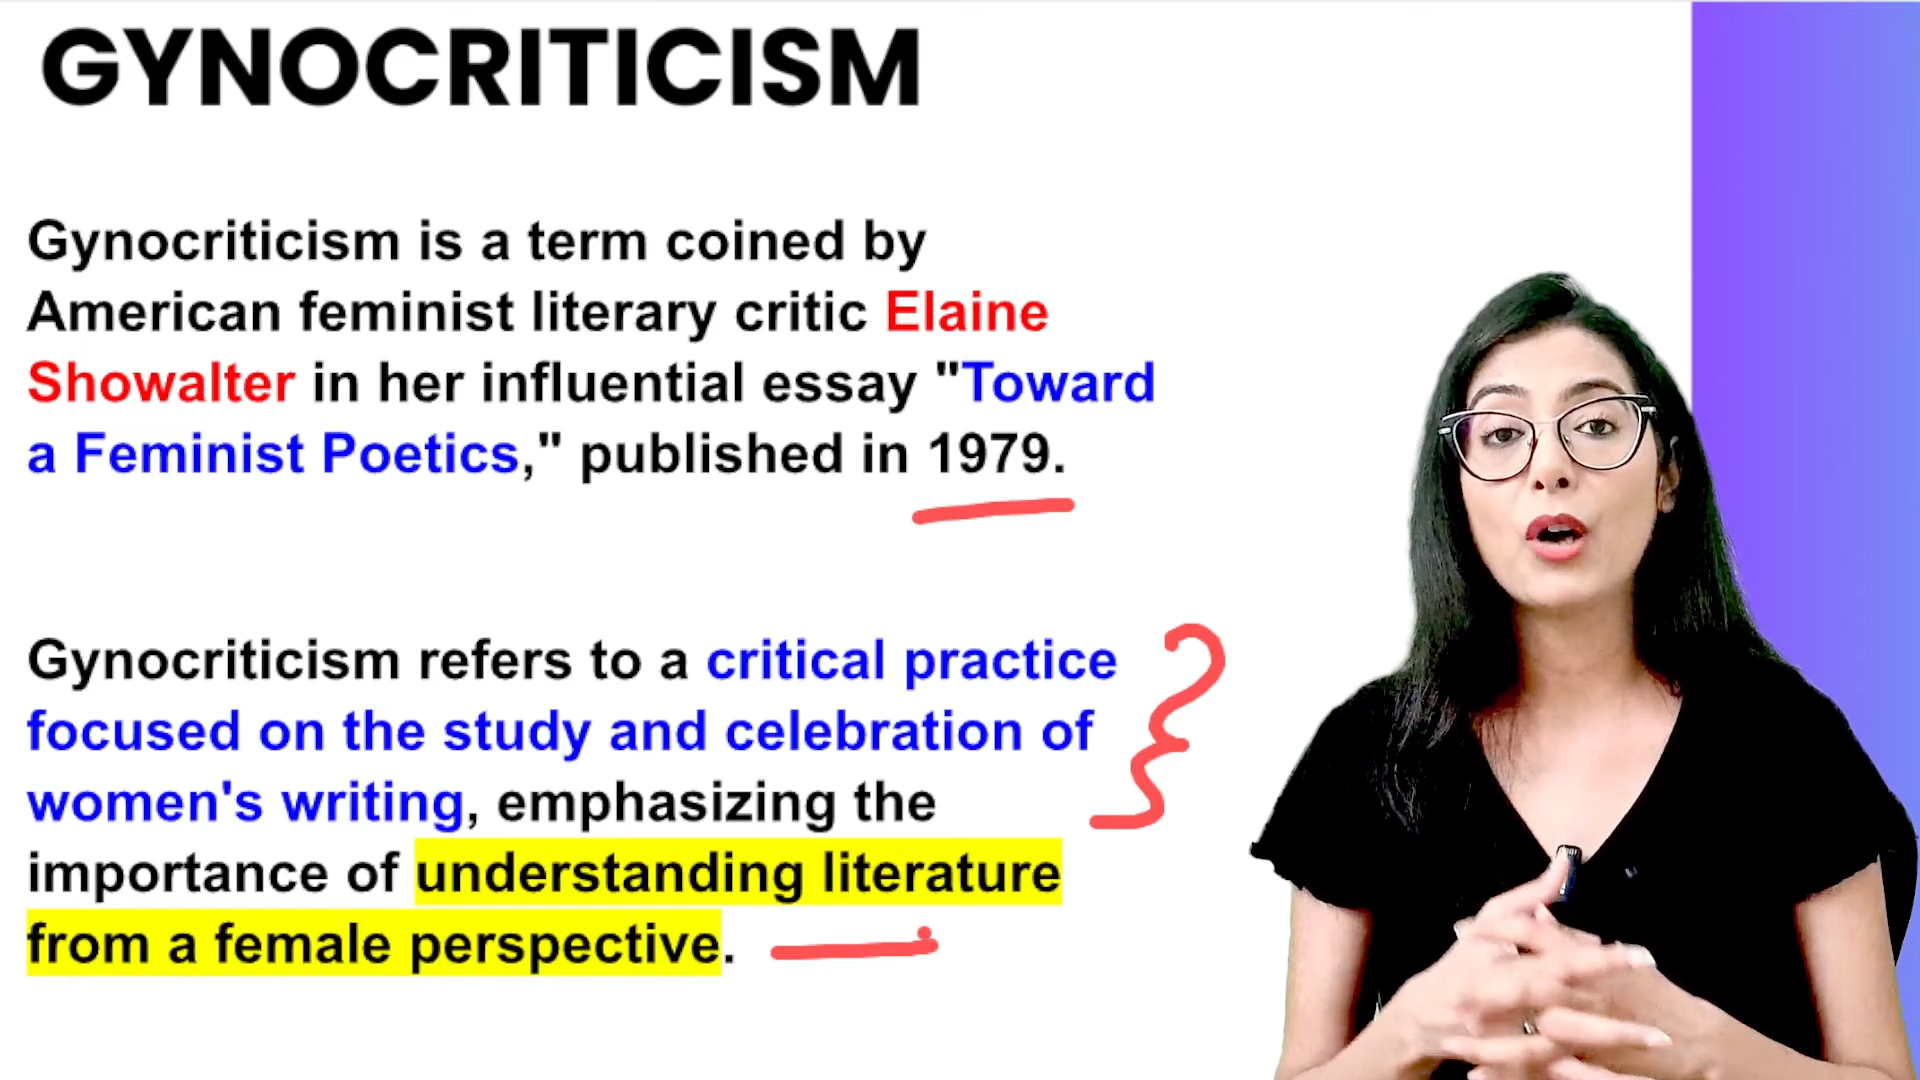 GYNOCRITICISM
Gynocriticism is a term coined by
American feminist literary critic Elaine
Showalter in her influential essay "Toward
a Feminist Poetics," published in 1979.
Gynocriticism refers to a critical practice
focused on the study and celebration of
women's writing, emphasizing the
importance of understanding literature
from a female perspective.